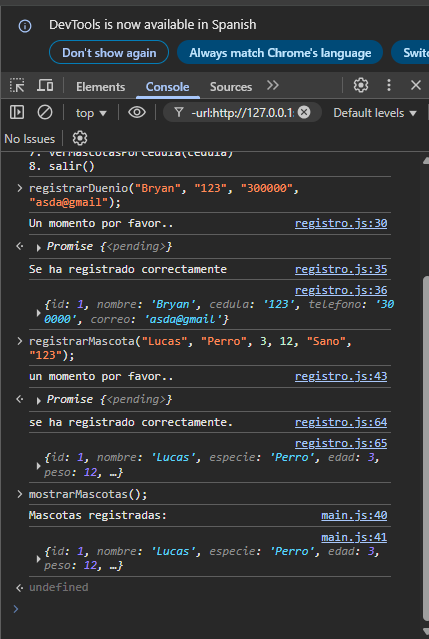 DevTools is now available in Spanish
Don't show again Always match Chrome's language Switc
Elements Console Sources
top -url:http://127.0.0.1: Default levels
No Issues
7. verMascotasPorCedula(cedula)
8. salir()
registrarDuenio("Bryan", "123", "300000",
"asda@gmail");
Un momento por favor.. registro.js:30
Promise {<pending>}
Se ha registrado correctamente registro.js:35
registro.js:36
{id: 1, nombre: 'Bryan', cedula: '123', telefono: '30
0000', correo: 'asda@gmail'}
registrarMascota("Lucas", "Perro", 3, 12, "Sano",
"123");
un momento por favor.. registro.js:43
Promise {<pending>}
se ha registrado correctamente. registro.js:64
registro.js:65
{id: 1, nombre: 'Lucas', especie: 'Perro', edad: 3,
peso: 12, …}
mostrarMascotas();
Mascotas registradas: main.js:40
main.js:41
{id: 1, nombre: 'Lucas', especie: 'Perro', edad: 3,
peso: 12, …}
undefined